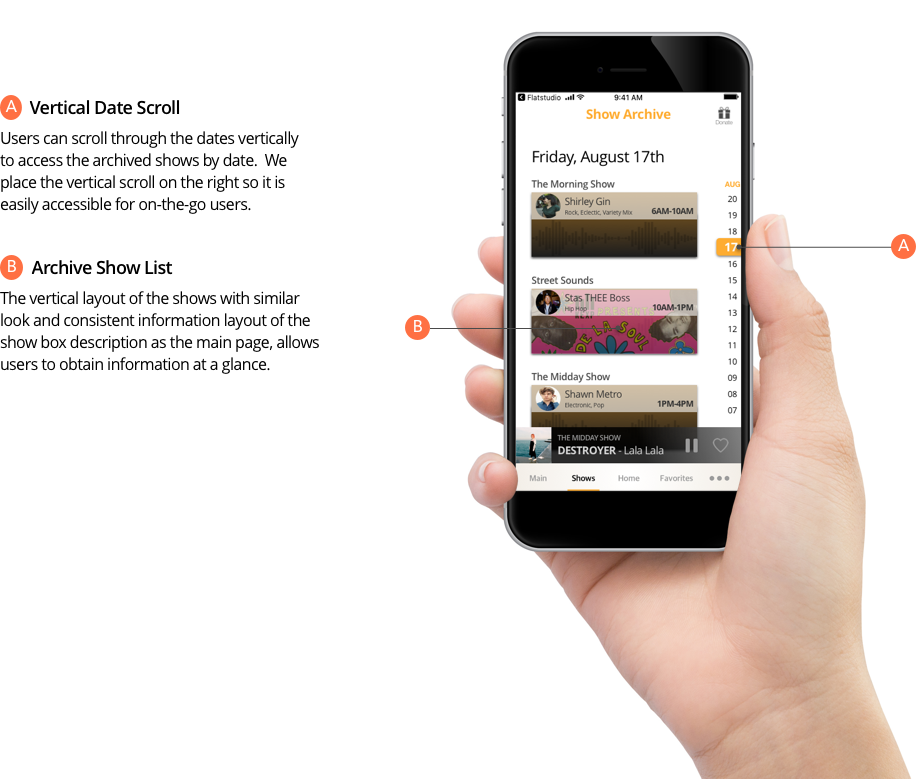 A Vertical Date Scroll
Users can scroll through the dates vertically
to access the archived shows by date. We
place the vertical scroll on the right so it is
easily accessible for on-the-go users.
B Archive Show List
The vertical layout of the shows with similar
look and consistent information layout of the
show box description as the main page, allows
users to obtain information at a glance.
Flatstudio 9:41 AM
Show Archive
Donate
Friday, August 17th
The Morning Show
Shirley Gin
Rock, Eclectic, Variety Mix 6AM-10AM
Street Sounds
Stas THEE Boss
Hip Hop 10AM-1PM
DE LA SOUL
The Midday Show
Shawn Metro
Electronic, Pop 1PM-4PM
AUG
20
19
18
17
16
15
14
13
12
11
10
09
08
07
A
B
THE MIDDAY SHOW
DESTROYER - Lala Lala
Main Shows Home Favorites